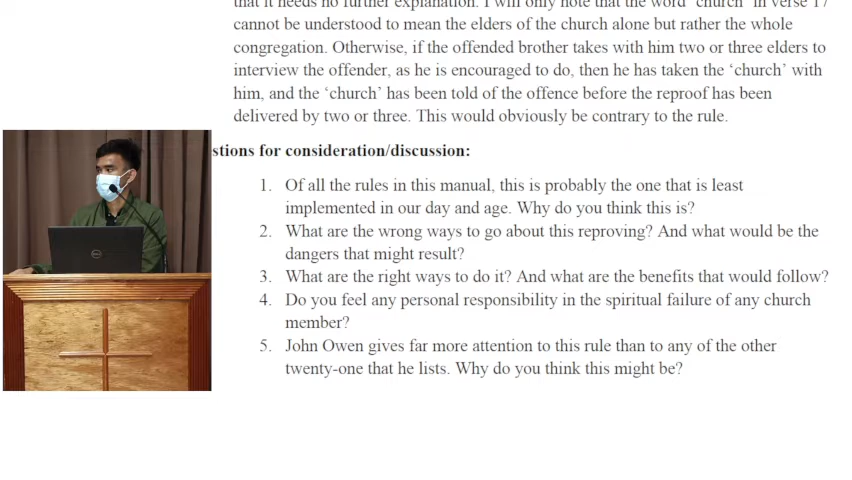 that it needs no further explanation. I will only note that the word ‘church’ in verse 17
cannot be understood to mean the elders of the church alone but rather the whole
congregation. Otherwise, if the offended brother takes with him two or three elders to
interview the offender, as he is encouraged to do, then he has taken the ‘church’ with
him, and the ‘church’ has been told of the offence before the reproof has been
delivered by two or three. This would obviously be contrary to the rule.
stions for consideration/discussion:
1. Of all the rules in this manual, this is probably the one that is least
implemented in our day and age. Why do you think this is?
2. What are the wrong ways to go about this reproving? And what would be the
dangers that might result?
3. What are the right ways to do it? And what are the benefits that would follow?
4. Do you feel any personal responsibility in the spiritual failure of any church
member?
5. John Owen gives far more attention to this rule than to any of the other
twenty-one that he lists. Why do you think this might be?